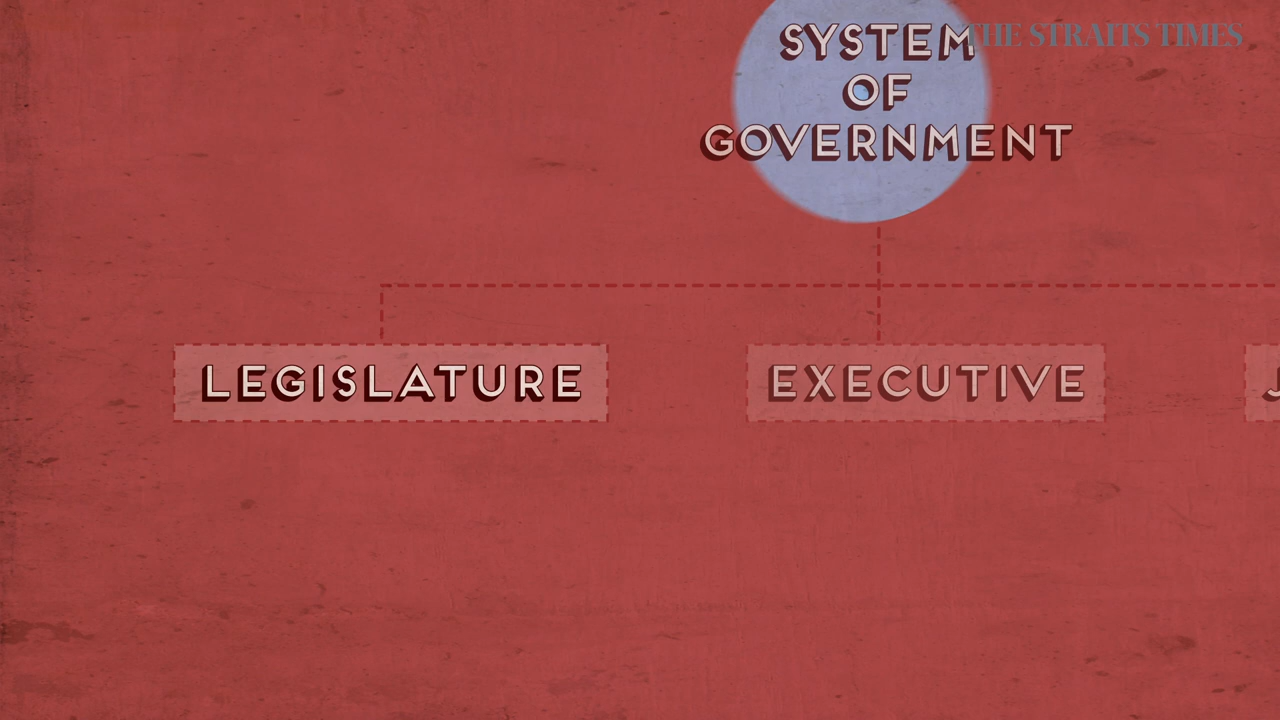 SYSTEM
THE STRAITS TIMES
OF
GOVERNMENT
LEGISLATURE
EXECUTIVE
J